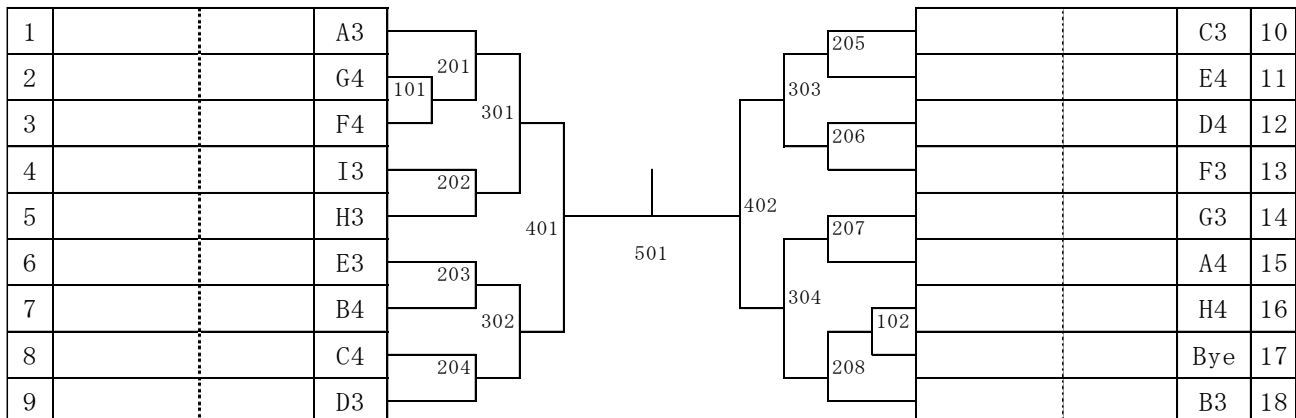 1 A3
2 G4
3 F4
4 I3
5 H3
6 E3
7 B4
8 C4
9 D3
101
201
202
203
204
301
302
401
501
402
303
304
205
206
207
102
208
C3 10
E4 11
D4 12
F3 13
G3 14
A4 15
H4 16
Bye 17
B3 18